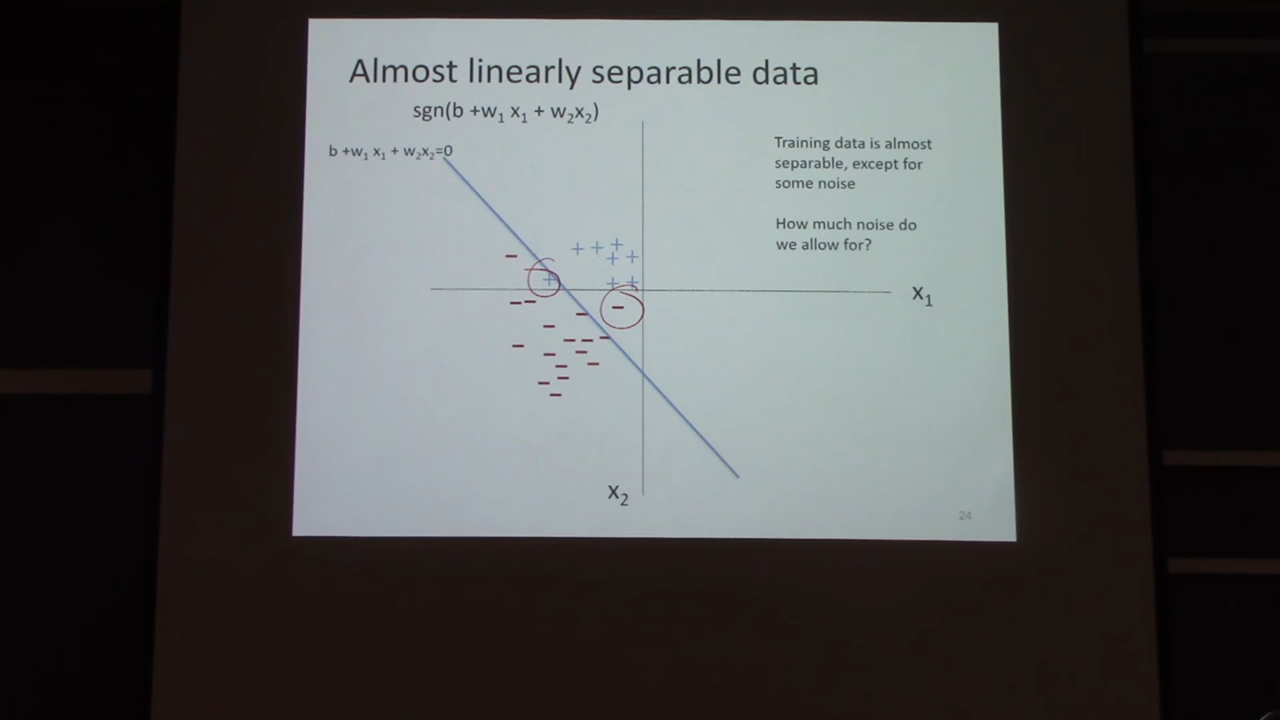 Almost linearly separable data
sgn(b +w₁ x₁ + w₂x₂)
b +w₁ x₁ + w₂x₂=0
Training data is almost
separable, except for
some noise
How much noise do
we allow for?
x₁
x₂
24